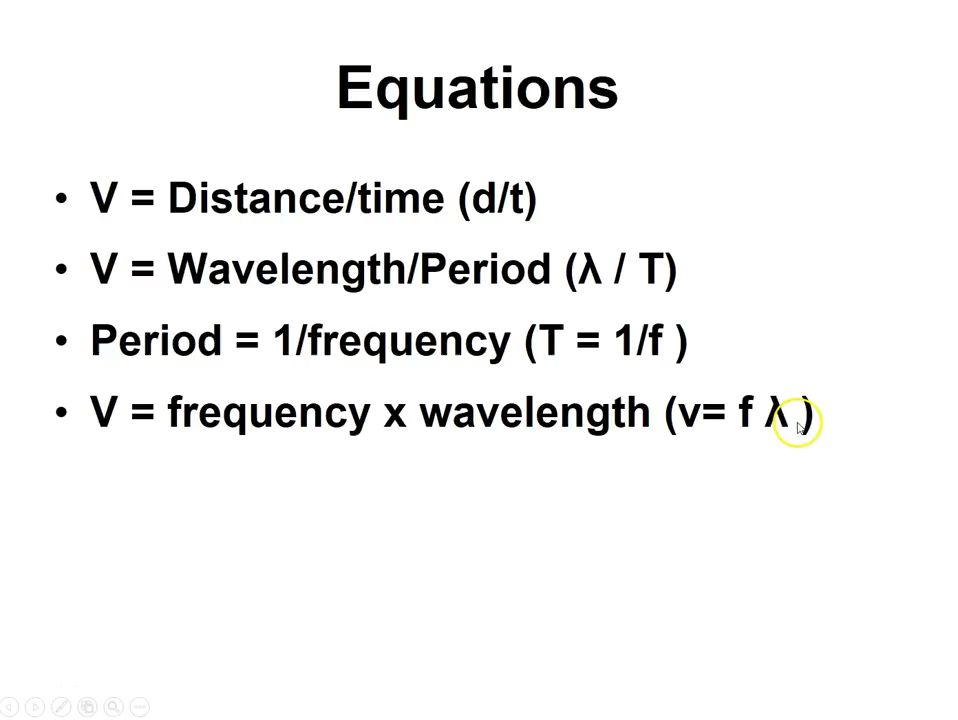 Equations
• V = Distance/time (d/t)
• V = Wavelength/Period (λ / T)
• Period = 1/frequency (T = 1/f )
• V = frequency x wavelength (v= f λ )